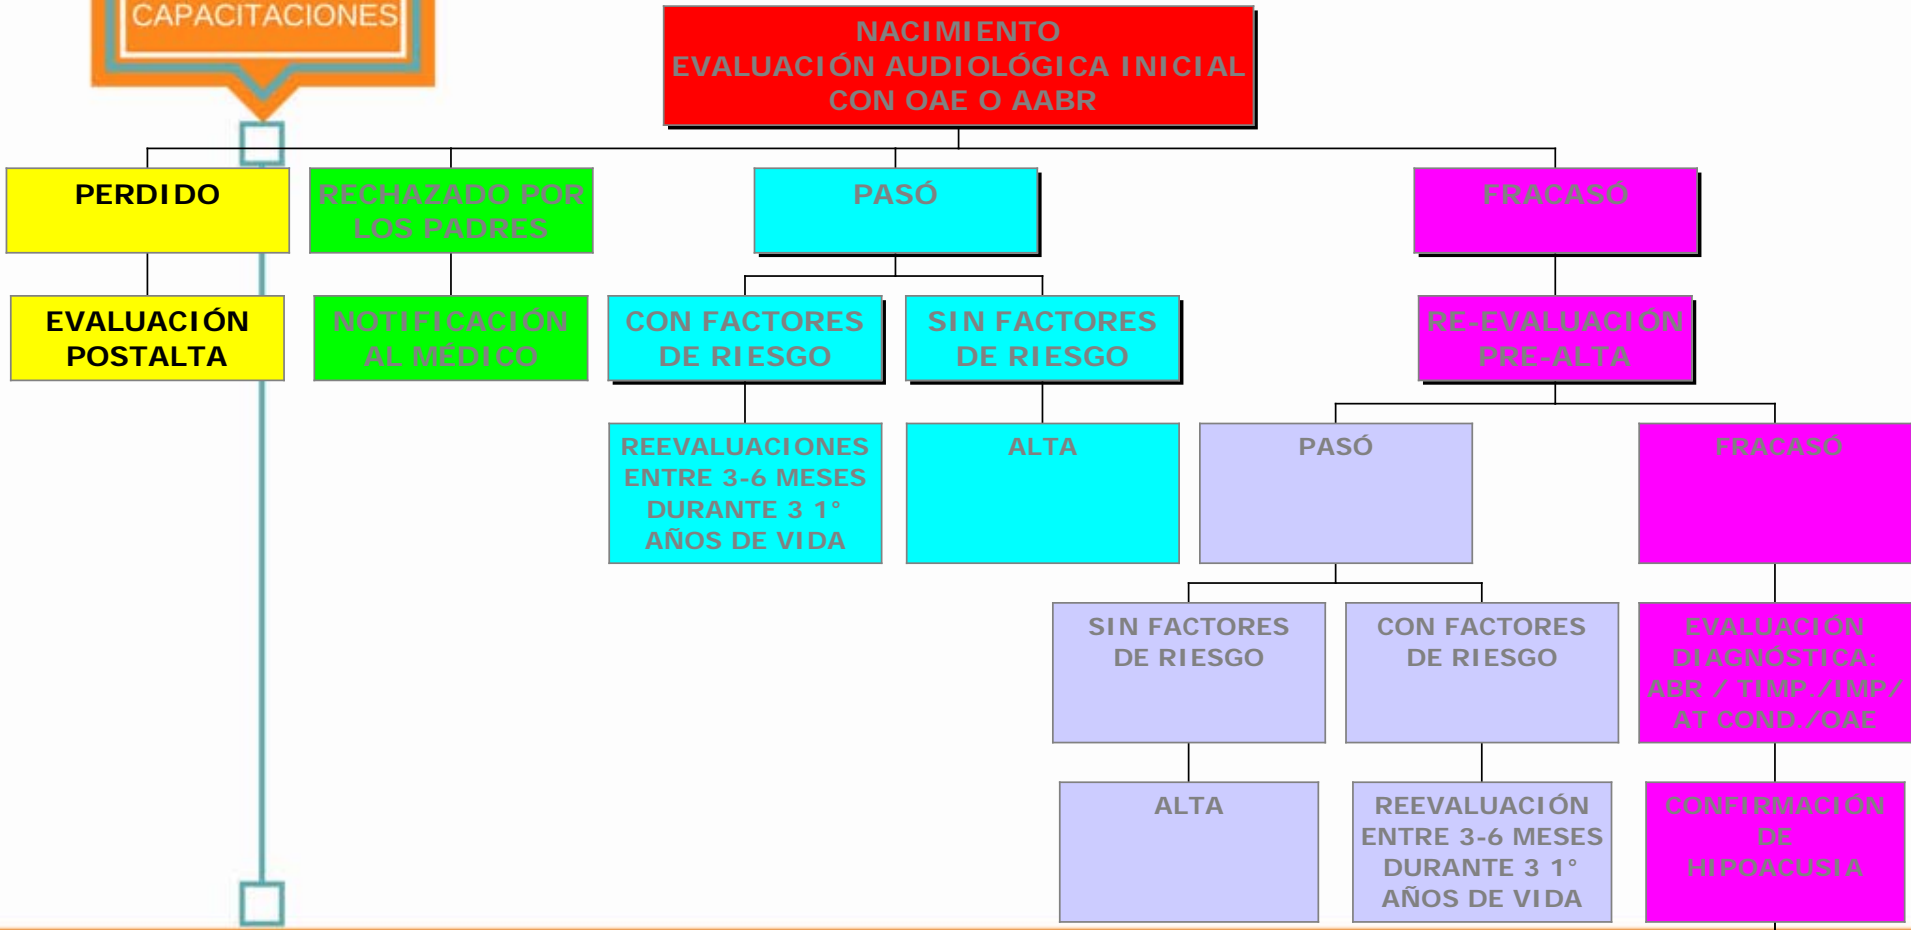 CAPACITACIONES
NACIMIENTO
EVALUACIÓN AUDIOLÓGICA INICIAL
CON OAE O AABR
PERDIDO
RECHAZADO POR
LOS PADRES
PASÓ
FRACASÓ
EVALUACIÓN
POSTALTA
NOTIFICACIÓN
AL MÉDICO
CON FACTORES
DE RIESGO
SIN FACTORES
DE RIESGO
RE-EVALUACIÓN
PRE-ALTA
REEVALUACIONES
ENTRE 3-6 MESES
DURANTE 3 1°
AÑOS DE VIDA
ALTA
PASÓ
FRACASÓ
SIN FACTORES
DE RIESGO
CON FACTORES
DE RIESGO
EVALUACIÓN
DIAGNÓSTICA:
ABR / TIMP./IMP/
AT COND./OAE
ALTA
REEVALUACIÓN
ENTRE 3-6 MESES
DURANTE 3 1°
AÑOS DE VIDA
CONFIRMACIÓN
DE
HIPOACUSIA